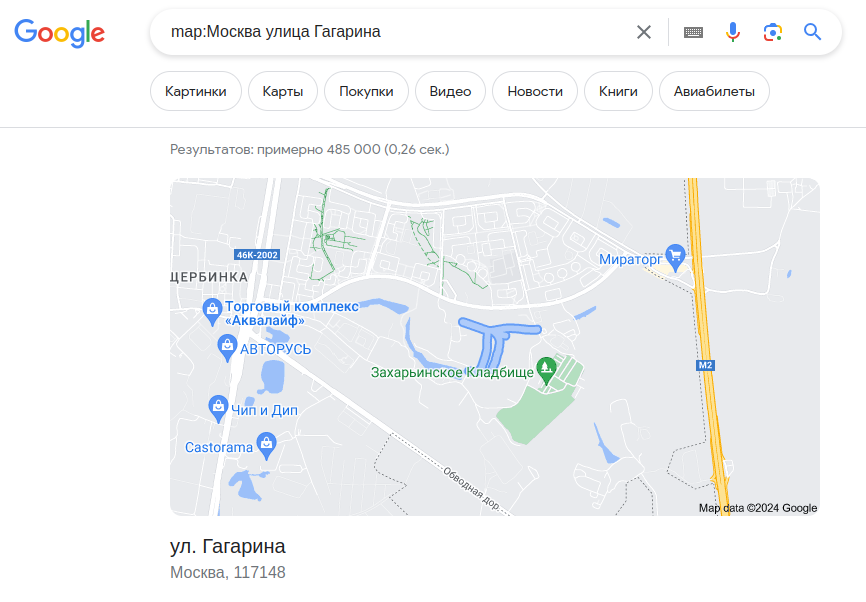 Google
map:Москва улица Гагарина
Картинки
Карты
Покупки
Видео
Новости
Книги
Авиабилеты
Результатов: примерно 485 000 (0,26 сек.)
46К-2002
ЩЕРБИНКА
Мираторг
Торговый комплекс
«Аквалайф»
АВТОРУСЬ
M2
Захарьинское Кладбище
Чип и Дип
Castorama
Обводная дор.
Map data ©2024 Google
ул. Гагарина
Москва, 117148